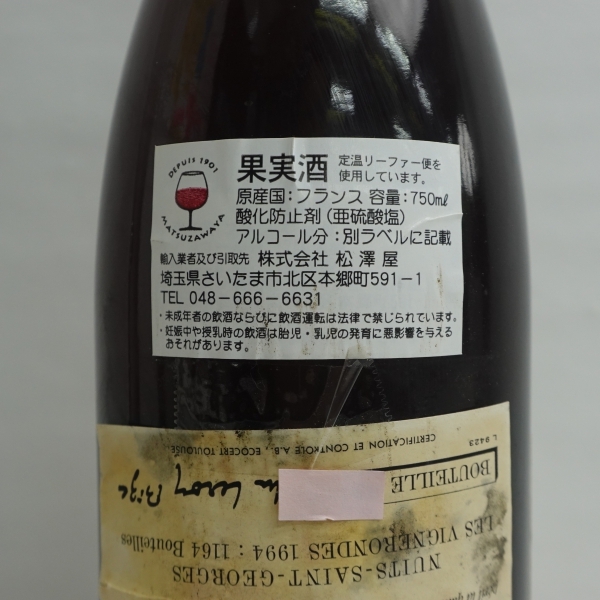 DEPUIS 1901
MATSUZAWAYA
果実酒 定温リーファー便を
使用しています。
原産国:フランス 容量:750ml
酸化防止剤(亜硫酸塩)
アルコール分:別ラベルに記載
輸入業者及び引取先 株式会社 松澤屋
埼玉県さいたま市北区本郷町591-1
TEL 048-666-6631
・未成年者の飲酒ならびに飲酒運転は法律で禁じられています。
・妊娠中や授乳時の飲酒は胎児・乳児の発育に悪影響を与える
おそれがあります。
NUITS-SAINT-GEORGES
LES VIGNERONDES 1994 : 1164 Bouteilles
BOUTEILLE
Leroy Bize
CERTIFICATION ET CONTROLE A.B., ECOCERT TOULOUSE
L 9423